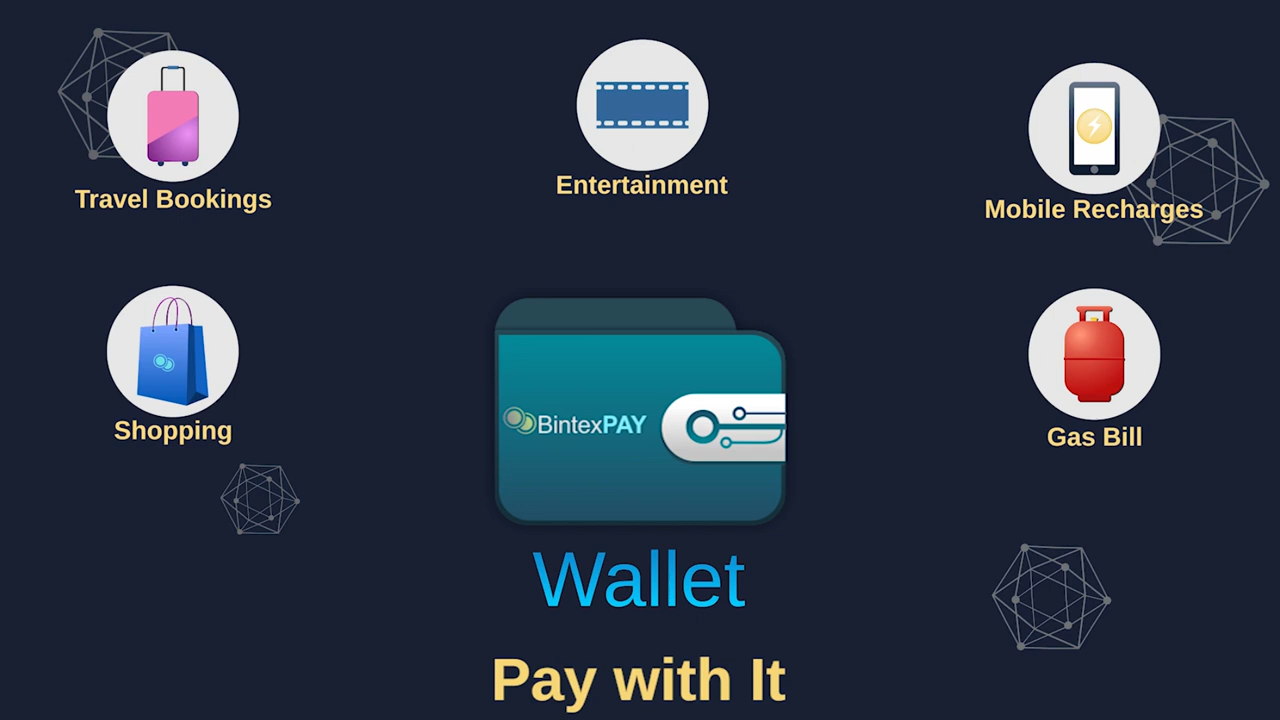 Travel Bookings
Entertainment
Mobile Recharges
Shopping
Gas Bill
BintexPAY
Wallet
Pay with It